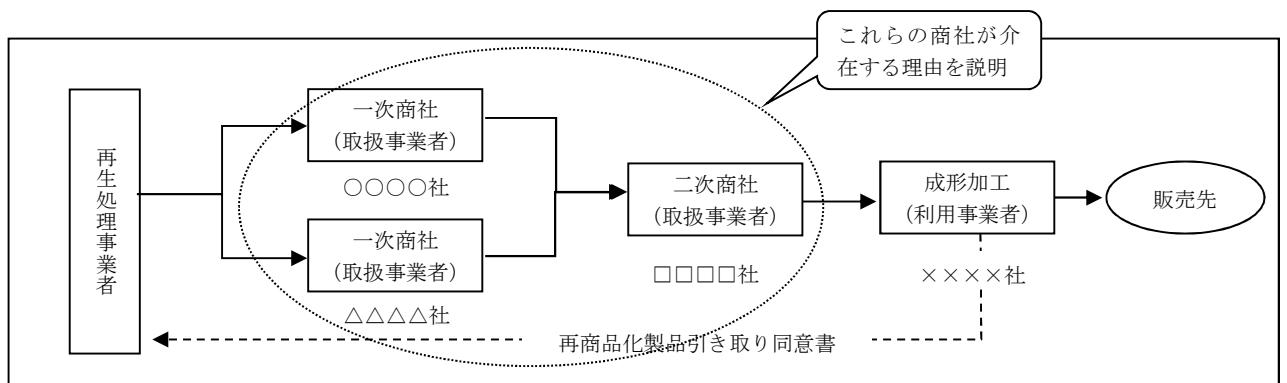 これらの商社が介
在する理由を説明
再生処理事業者
一次商社
（取扱事業者）
○○○○社
一次商社
（取扱事業者）
△△△△社
二次商社
（取扱事業者）
□□□□社
成形加工
（利用事業者）
××××社
販売先
再商品化製品引き取り同意書